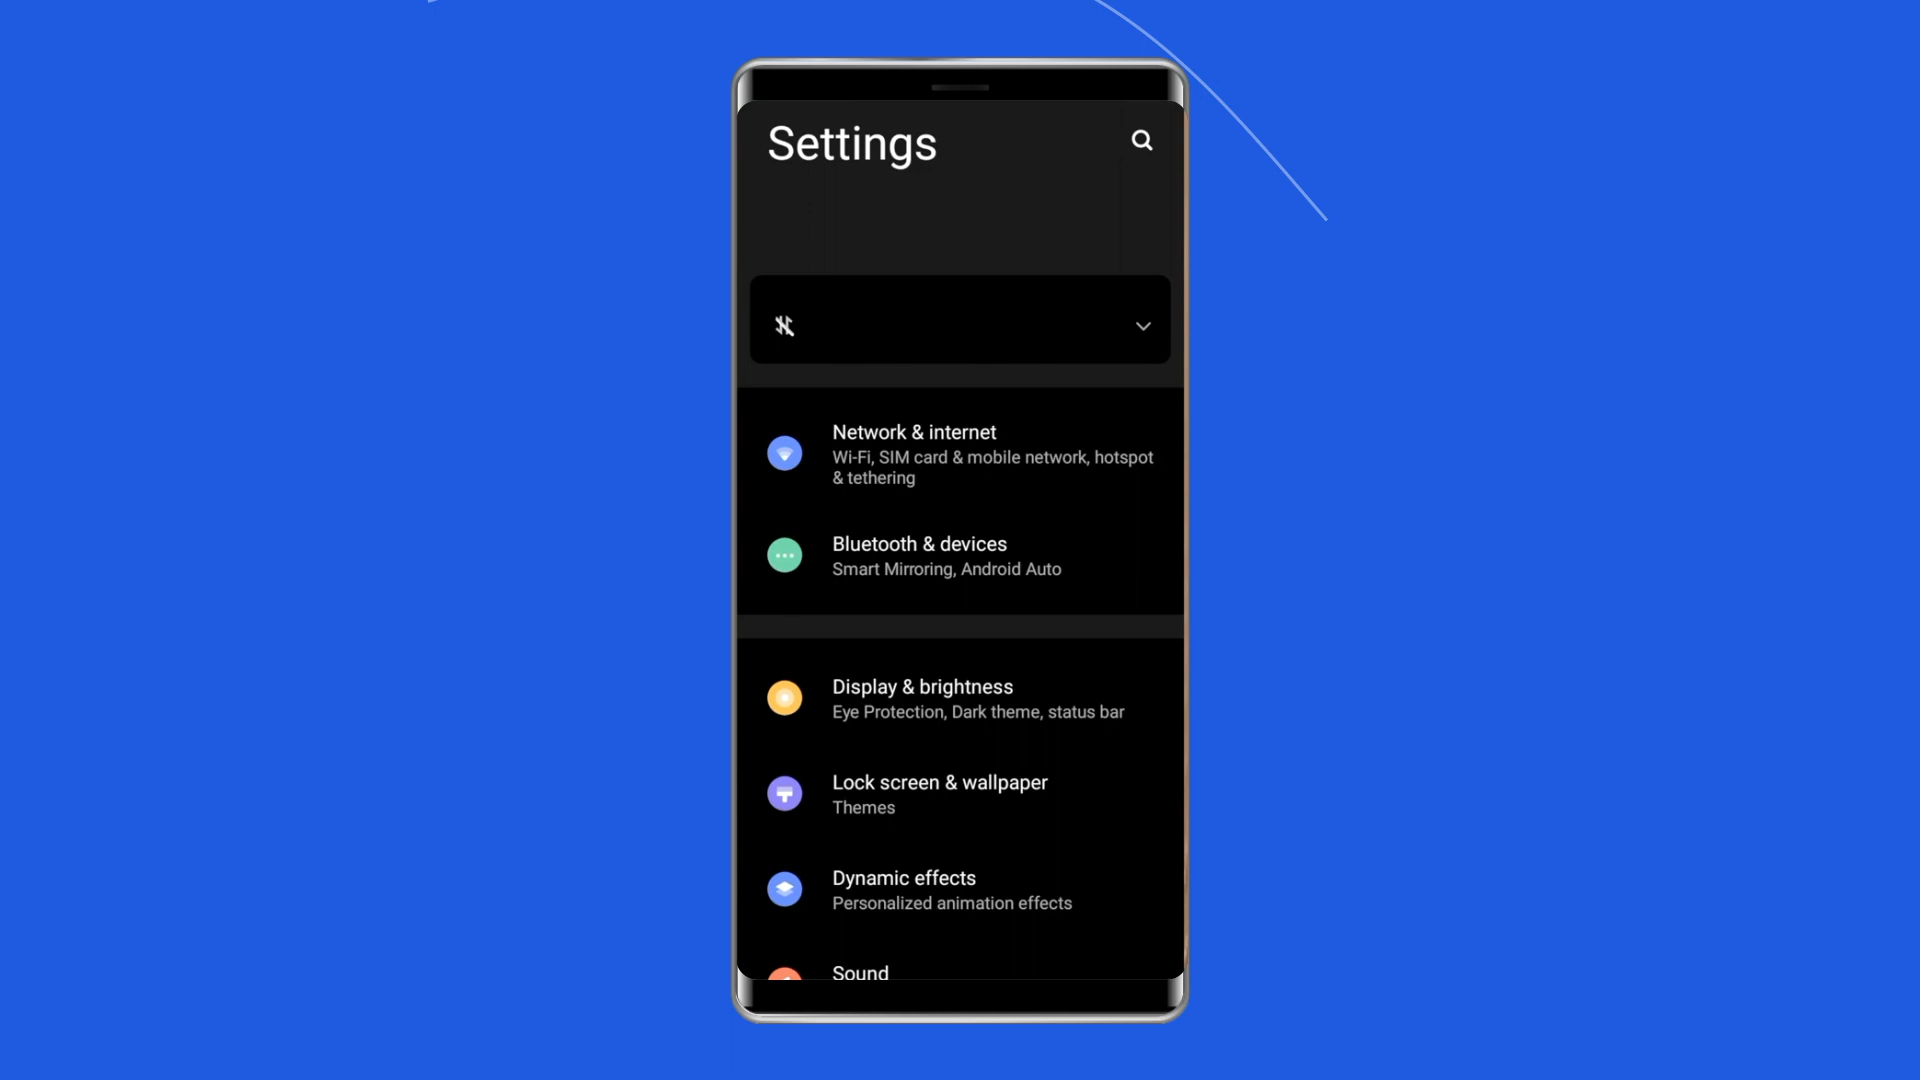 Settings
Network & internet
Wi-Fi, SIM card & mobile network, hotspot
& tethering
Bluetooth & devices
Smart Mirroring, Android Auto
Display & brightness
Eye Protection, Dark theme, status bar
Lock screen & wallpaper
Themes
Dynamic effects
Personalized animation effects
Sound